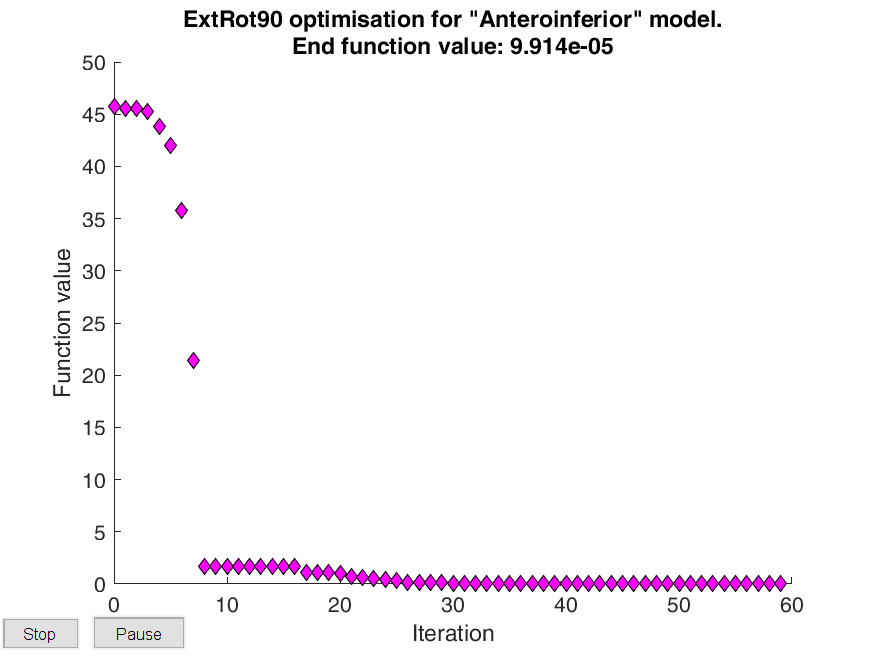 ExtRot90 optimisation for "Anteroinferior" model.
End function value: 9.914e-05
50
45
40
35
30
25
20
15
10
5
0
Function value
0 10 20 30 40 50 60
Iteration
Stop Pause